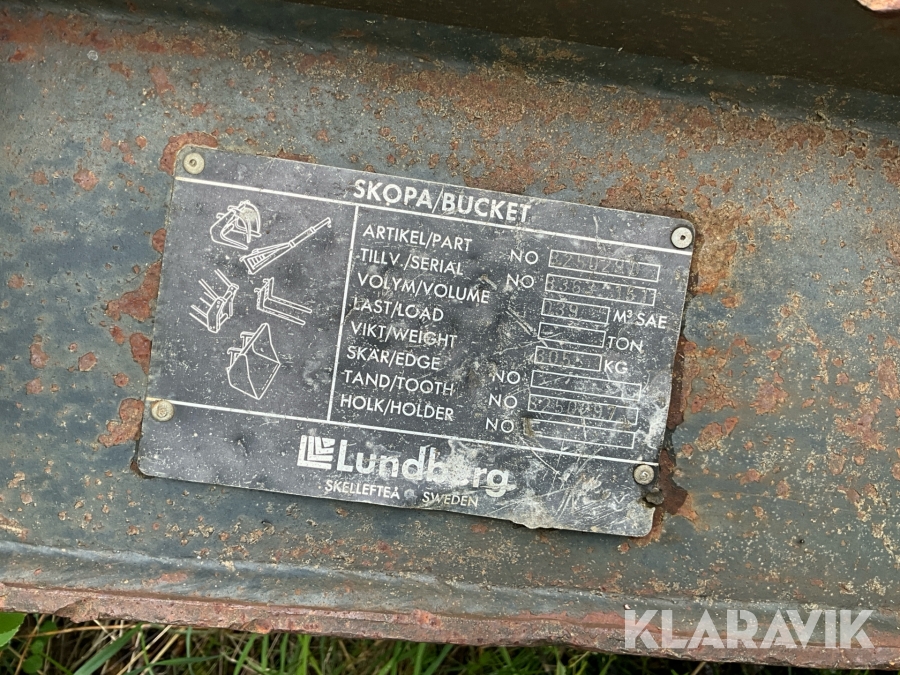 SKOPA/BUCKET
ARTIKEL/PART NO
TILLV./SERIAL NO
VOLYM/VOLUME M³ SAE
LAST/LOAD TON
VIKT/WEIGHT KG
SKÄR/EDGE NO
TAND/TOOTH NO
HOLK/HOLDER NO
Lundberg
SKELLEFTEÅ SWEDEN
KLARAVIK